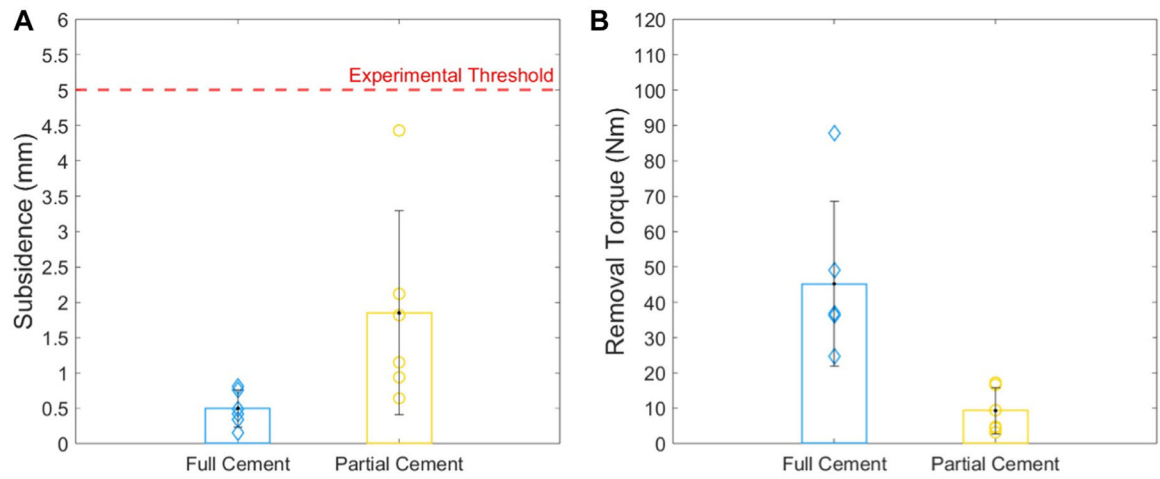 A
Subsidence (mm)
6
5.5
5
4.5
4
3.5
3
2.5
2
1.5
1
0.5
0
Experimental Threshold
Full Cement
Partial Cement
B
Removal Torque (Nm)
120
110
100
90
80
70
60
50
40
30
20
10
0
Full Cement
Partial Cement